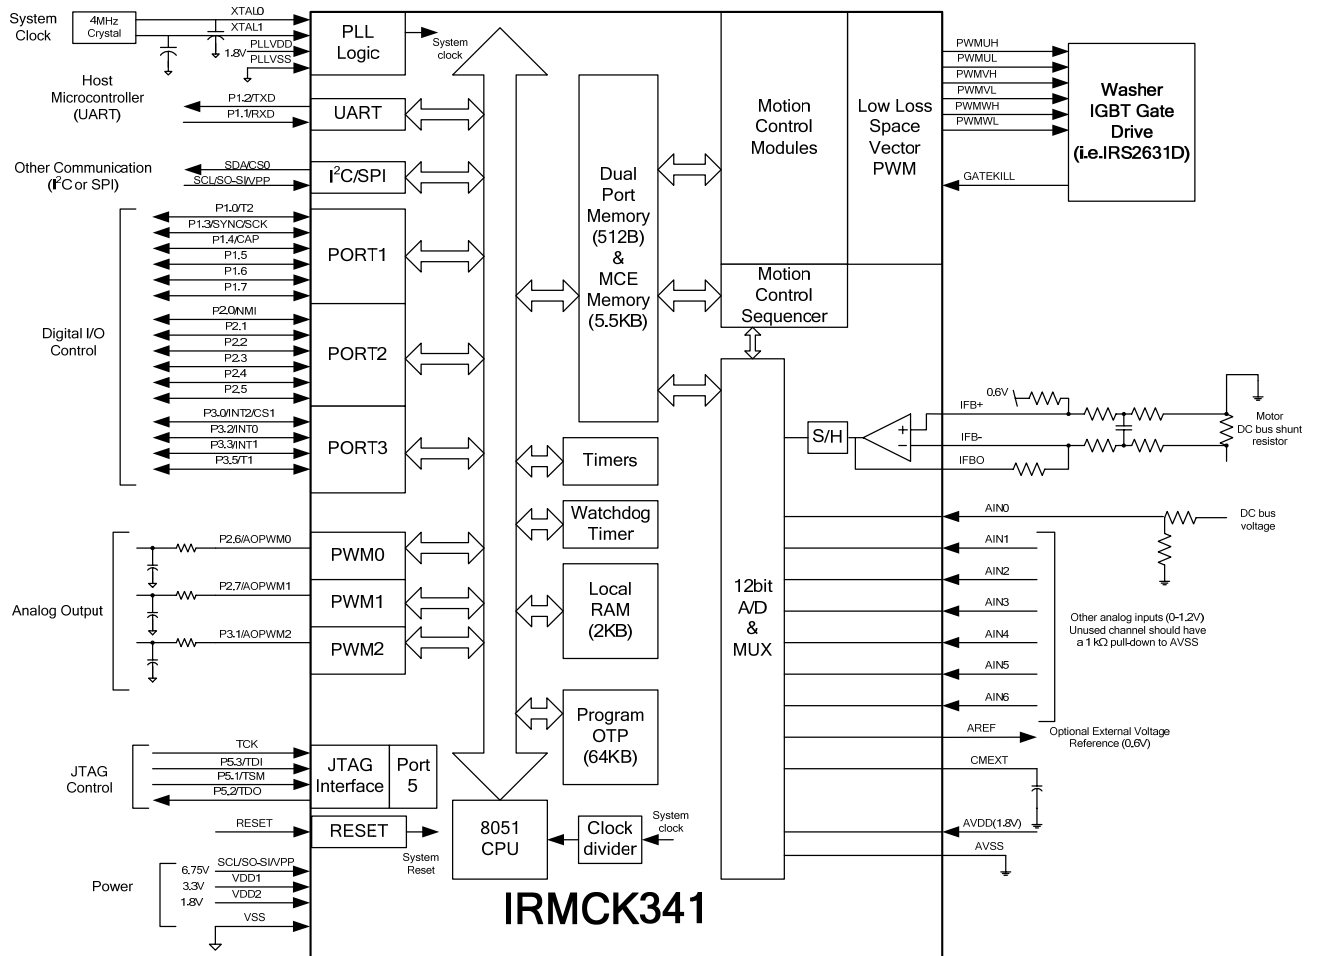 System
Clock
4MHz
Crystal
XTAL0
XTAL1
1.8V
PLLVDD
PLLVSS
PLL
Logic
System
clock
Host
Microcontroller
(UART)
P1.2/TXD
P1.1/RXD
UART
Other Communication
(I²C or SPI)
SDA/CS0
SCL/SO-SI/VPP
I²C/SPI
Digital I/O
Control
P1.0/T2
P1.3/SYNC/SCK
P1.4/CAP
P1.5
P1.6
P1.7
PORT1
P2.0/NMI
P2.1
P2.2
P2.3
P2.4
P2.5
PORT2
P3.0/INT2/CS1
P3.2/INT0
P3.3/INT1
P3.5/T1
PORT3
Analog Output
P2.6/AOPWM0
P2.7/AOPWM1
P3.1/AOPWM2
PWM0
PWM1
PWM2
JTAG
Control
TCK
P5.3/TDI
P5.1/TSM
P5.2/TDO
JTAG
Interface
Port
5
RESET
RESET
System
Reset
Power
6.75V
SCL/SO-SI/VPP
3.3V
VDD1
1.8V
VDD2
VSS
Dual
Port
Memory
(512B)
&
MCE
Memory
(5.5KB)
Timers
Watchdog
Timer
Local
RAM
(2KB)
Program
OTP
(64KB)
8051
CPU
Clock
divider
System
clock
IRMCK341
Motion
Control
Modules
Low Loss
Space
Vector
PWM
Motion
Control
Sequencer
12bit
A/D
&
MUX
S/H
+
−
PWMUH
PWMUL
PWMVH
PWMVL
PWMWH
PWMWL
GATEKILL
Washer
IGBT Gate
Drive
(i.e.IRS2631D)
0.6V
IFB+
IFB-
IFBO
Motor
DC bus shunt
resistor
AIN0
DC bus
voltage
AIN1
AIN2
AIN3
AIN4
AIN5
AIN6
Other analog inputs (0-1.2V)
Unused channel should have
a 1 kΩ pull-down to AVSS
AREF
Optional External Voltage
Reference (0.6V)
CMEXT
AVDD(1.8V)
AVSS